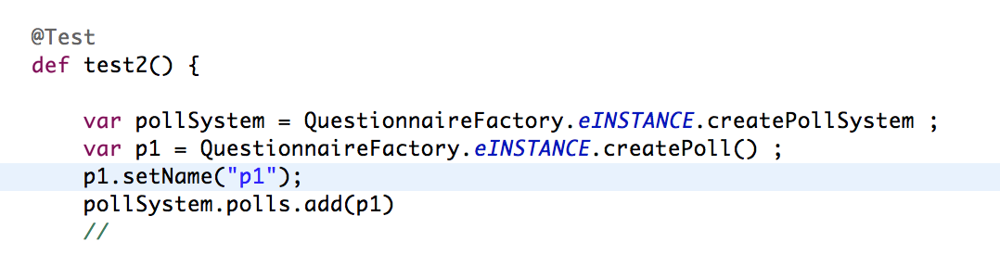 @Test
def test2() {
var pollSystem = QuestionnaireFactory.eINSTANCE.createPollSystem ;
var p1 = QuestionnaireFactory.eINSTANCE.createPoll() ;
p1.setName("p1");
pollSystem.polls.add(p1)
//